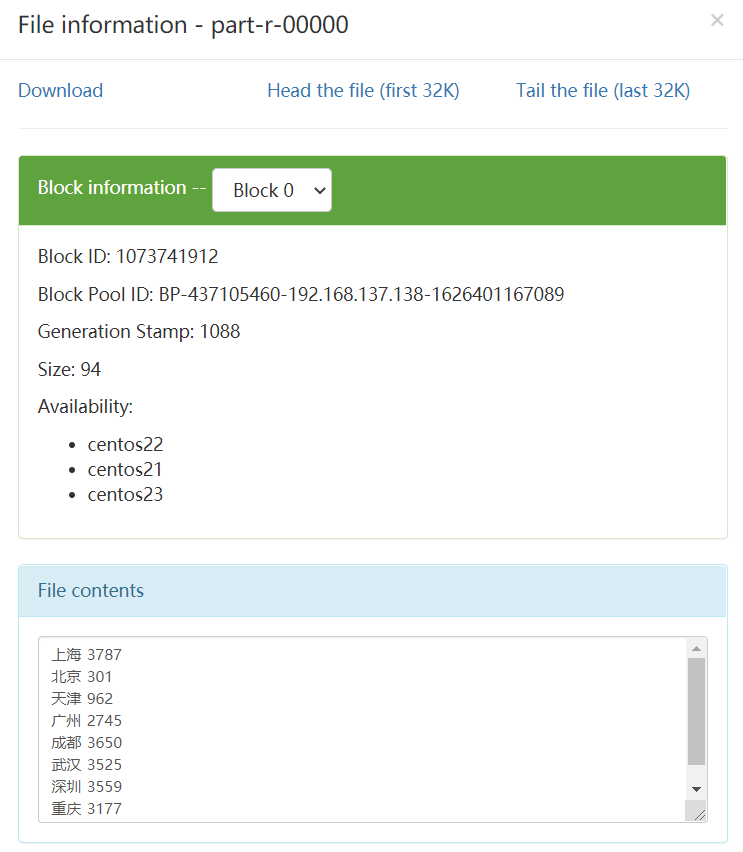 File information - part-r-00000
×
Download
Head the file (first 32K)
Tail the file (last 32K)
Block information --
Block 0
Block ID: 1073741912
Block Pool ID: BP-437105460-192.168.137.138-1626401167089
Generation Stamp: 1088
Size: 94
Availability:
centos22
centos21
centos23
File contents
上海 3787
北京 301
天津 962
广州 2745
成都 3650
武汉 3525
深圳 3559
重庆 3177